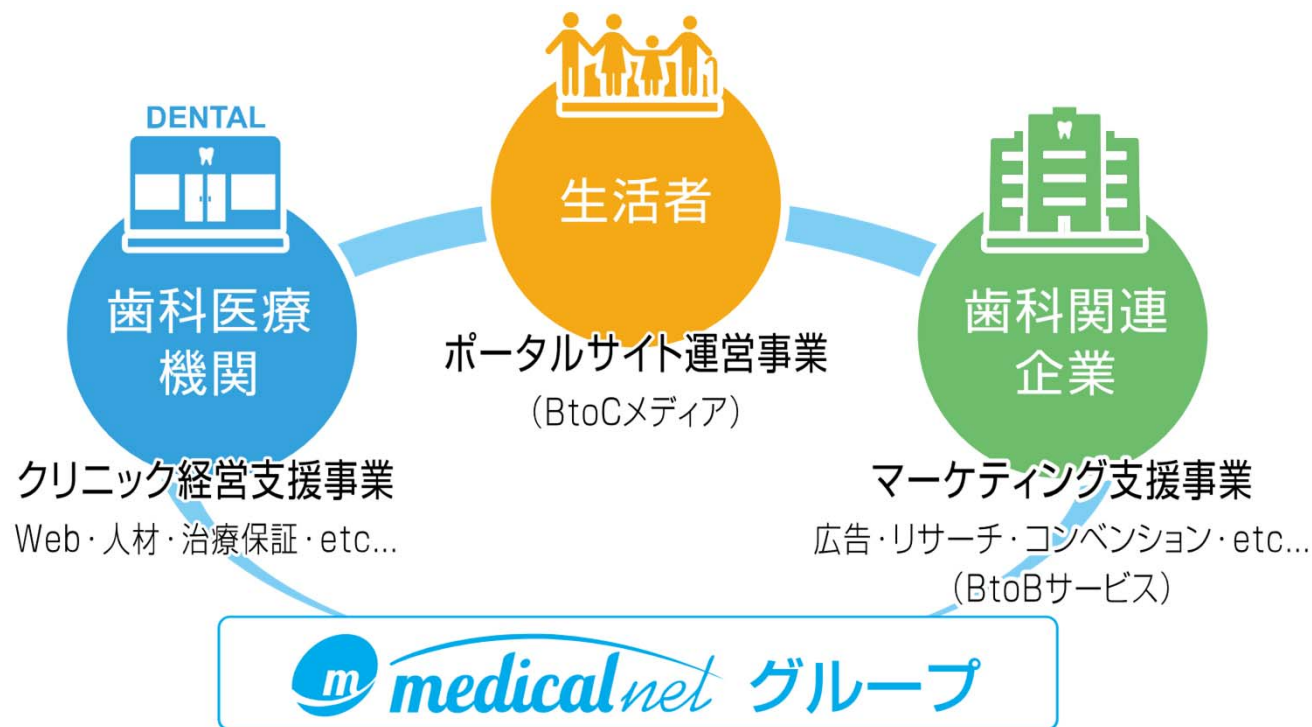 DENTAL
歯科医療
機関
クリニック経営支援事業
Web・人材・治療保証・etc...
生活者
ポータルサイト運営事業
（BtoCメディア）
歯科関連
企業
マーケティング支援事業
広告・リサーチ・コンベンション・etc...
（BtoBサービス）
m medicalnet グループ